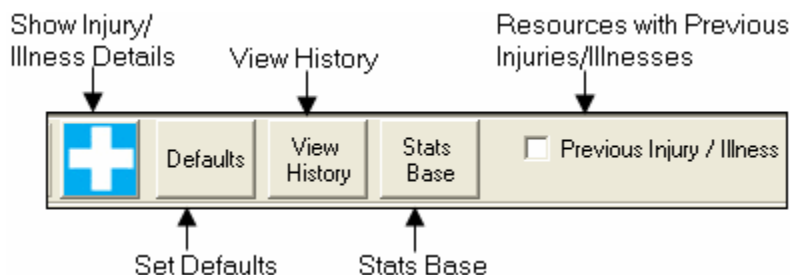 Show Injury/
Illness Details
View History
Resources with Previous
Injuries/Illnesses
Defaults
View
History
Stats
Base
Previous Injury / Illness
Set Defaults
Stats Base